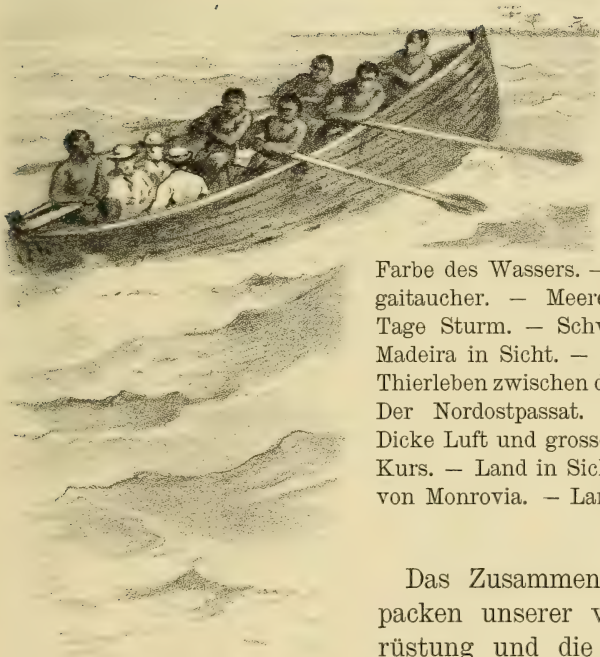 Farbe des Wassers. —
gaitaucher. — Meere
Tage Sturm. — Schw
Madeira in Sicht. —
Thierleben zwischen d
Der Nordostpassat.
Dicke Luft und grosse
Kurs. — Land in Sich
von Monrovia. — Lan
Das Zusammen
packen unserer v
rüstung und die